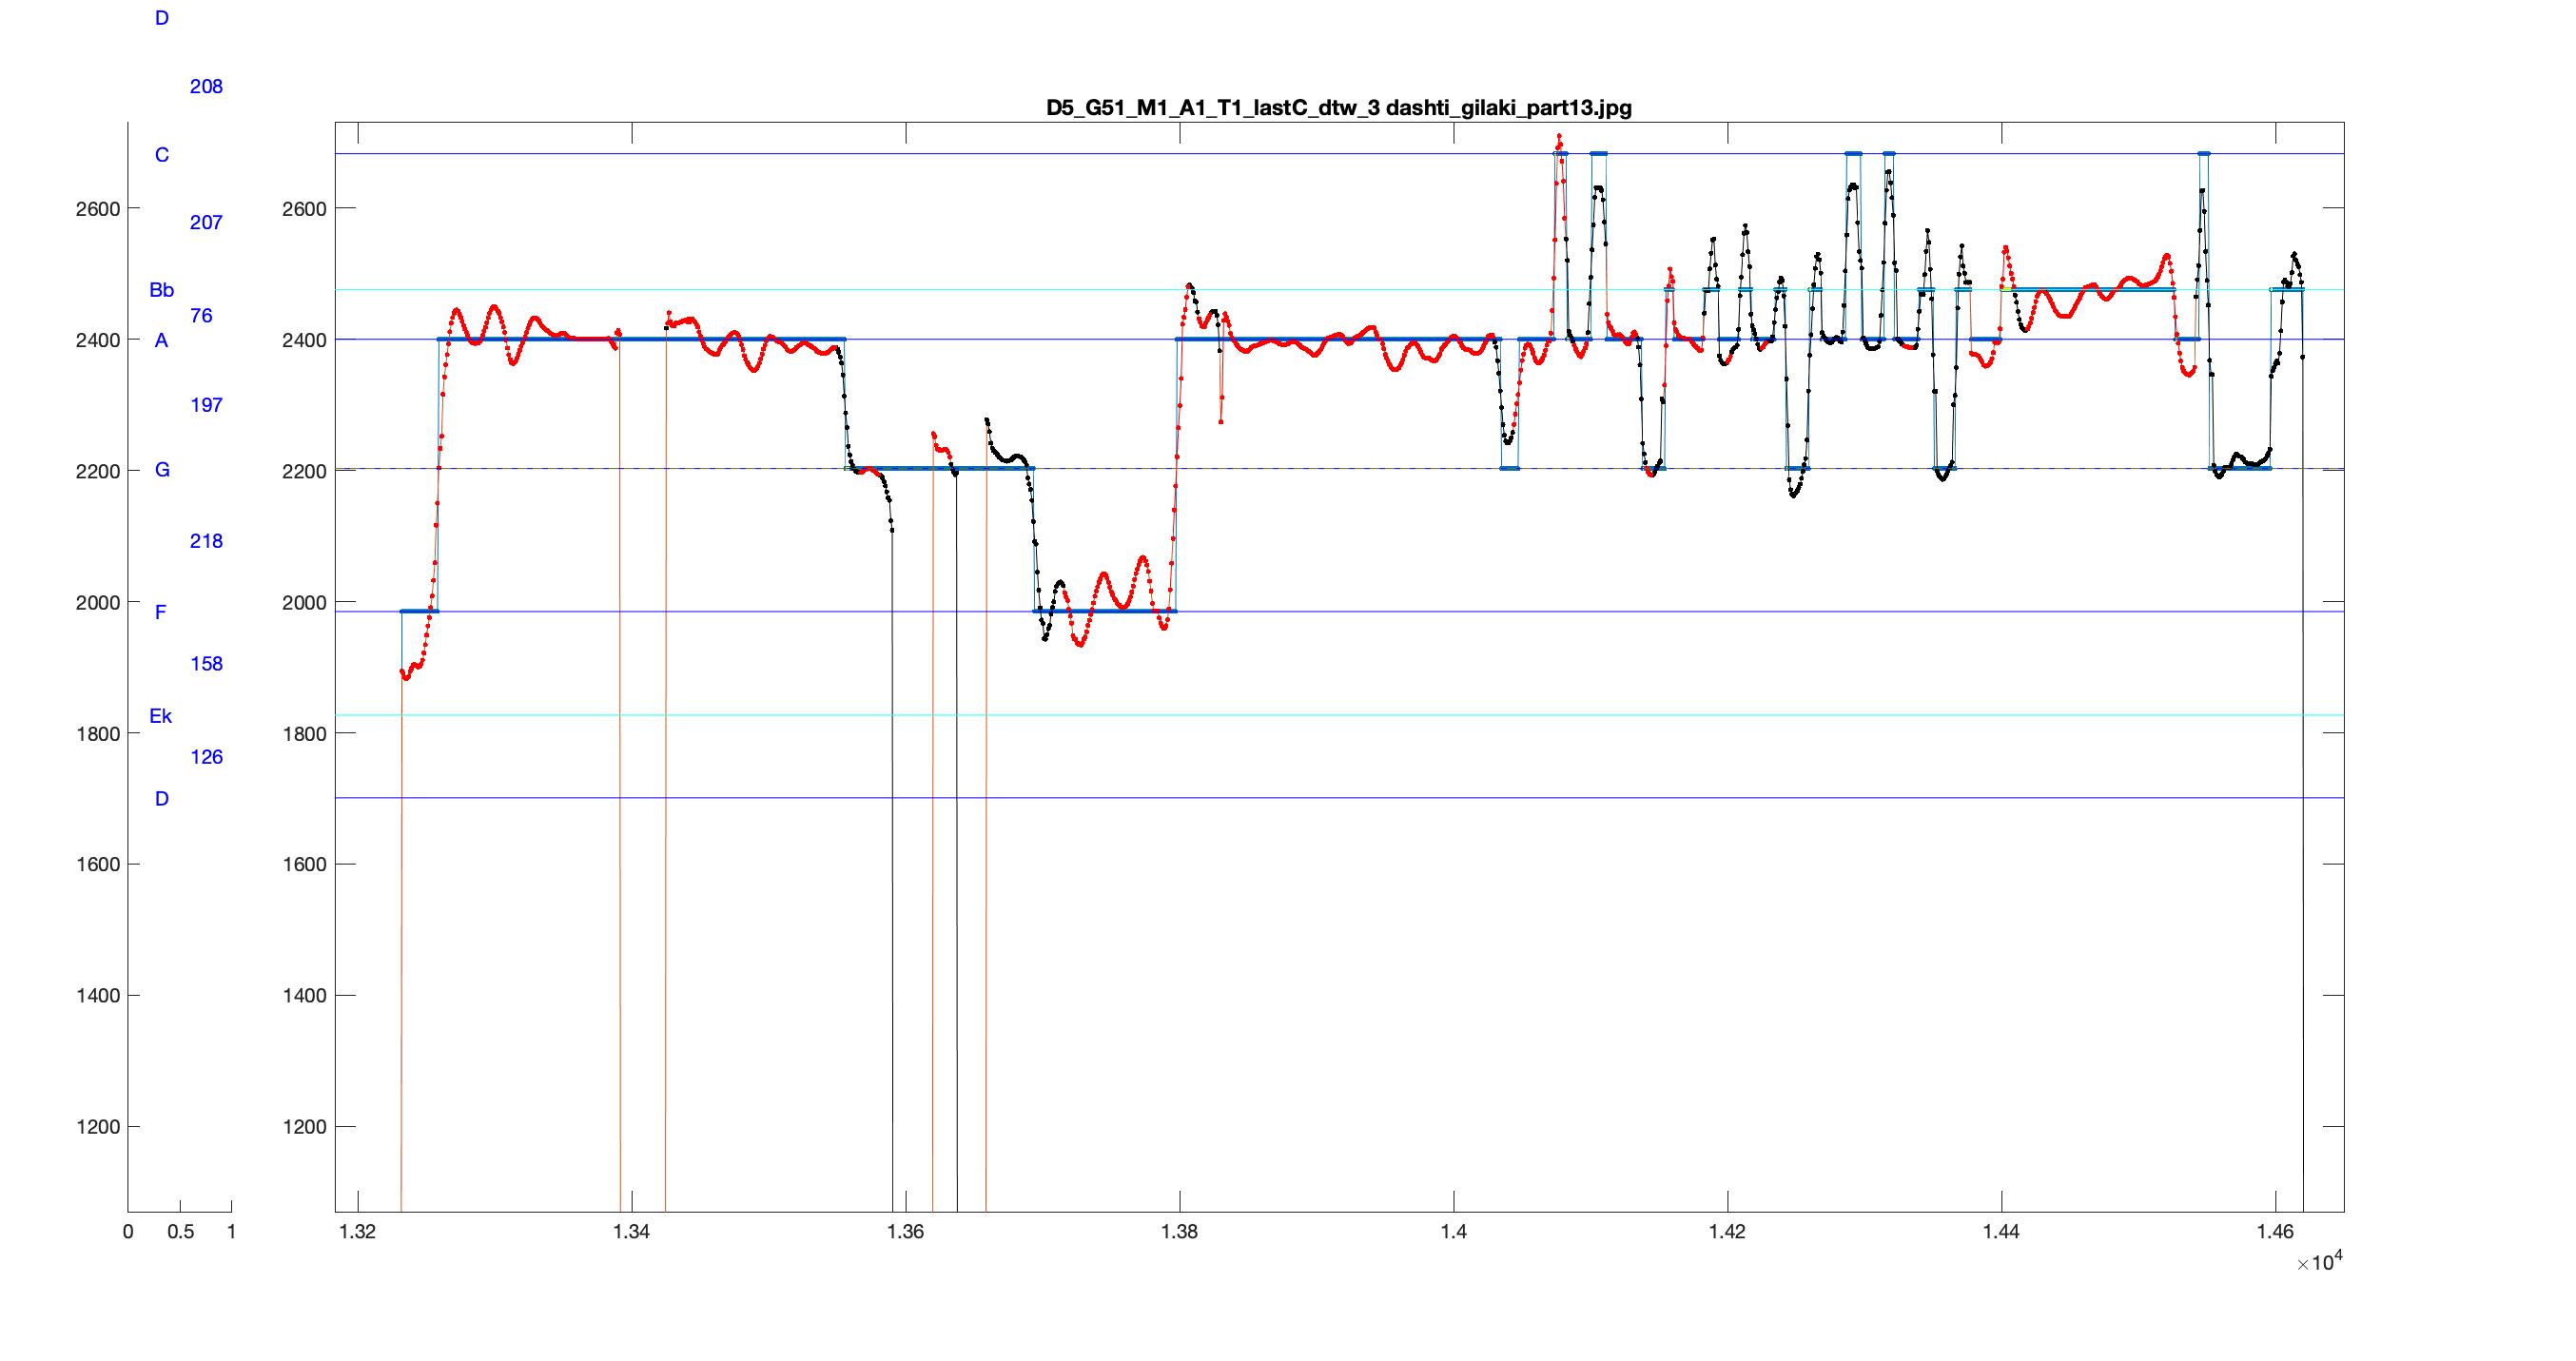 D
208
D5_G51_M1_A1_T1_lastC_dtw_3 dashti_gilaki_part13.jpg
C
2600 207 2600
Bb
76
2400 A 2400
197
2200 G 2200
218
2000 F 2000
158
Ek
1800 1800
126
D
1600 1600
1400 1400
1200 1200
0 0.5 1 1.32 1.34 1.36 1.38 1.4 1.42 1.44 1.46
×10^4